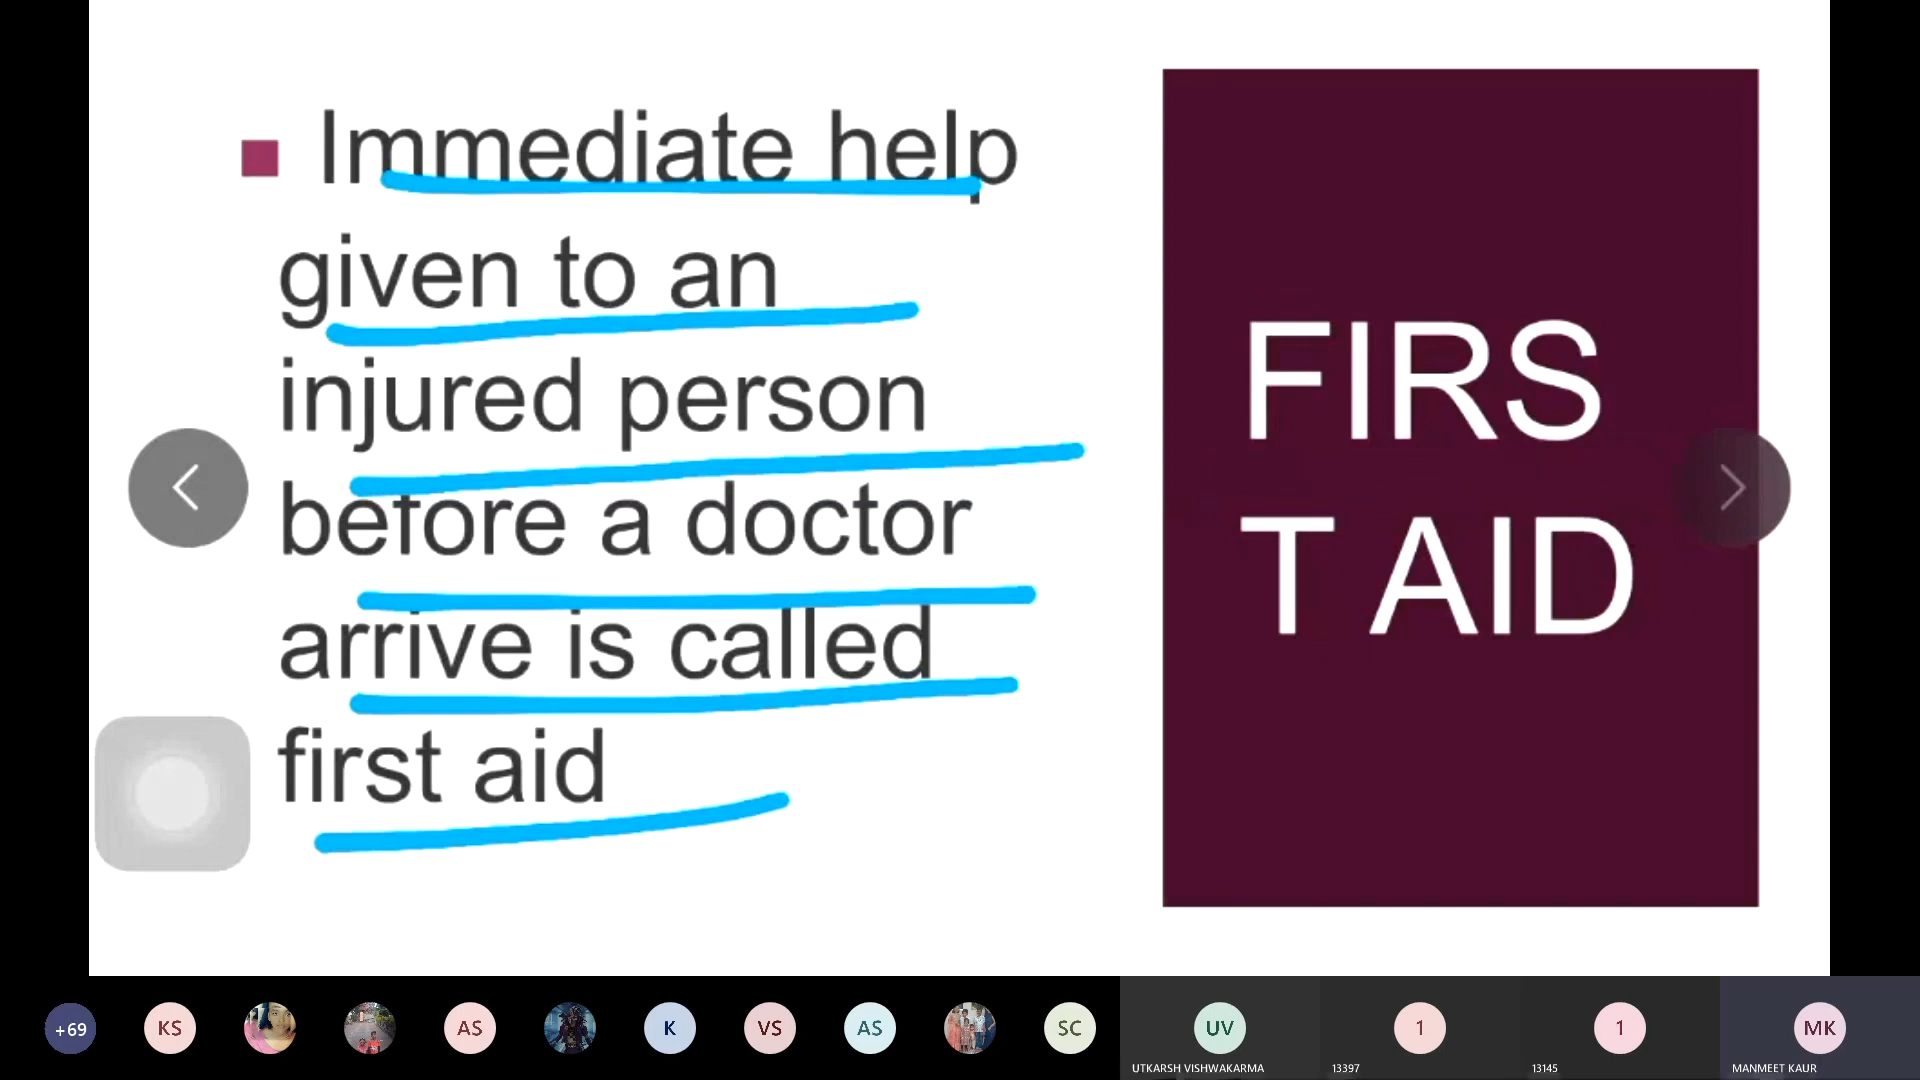 Immediate help
given to an
injured person
before a doctor
arrive is called
first aid
FIRS
T AID
+69
KS
AS
K
VS
AS
SC
UV
UTKARSH VISHWAKARMA
1
13397
1
13145
MK
MANMEET KAUR